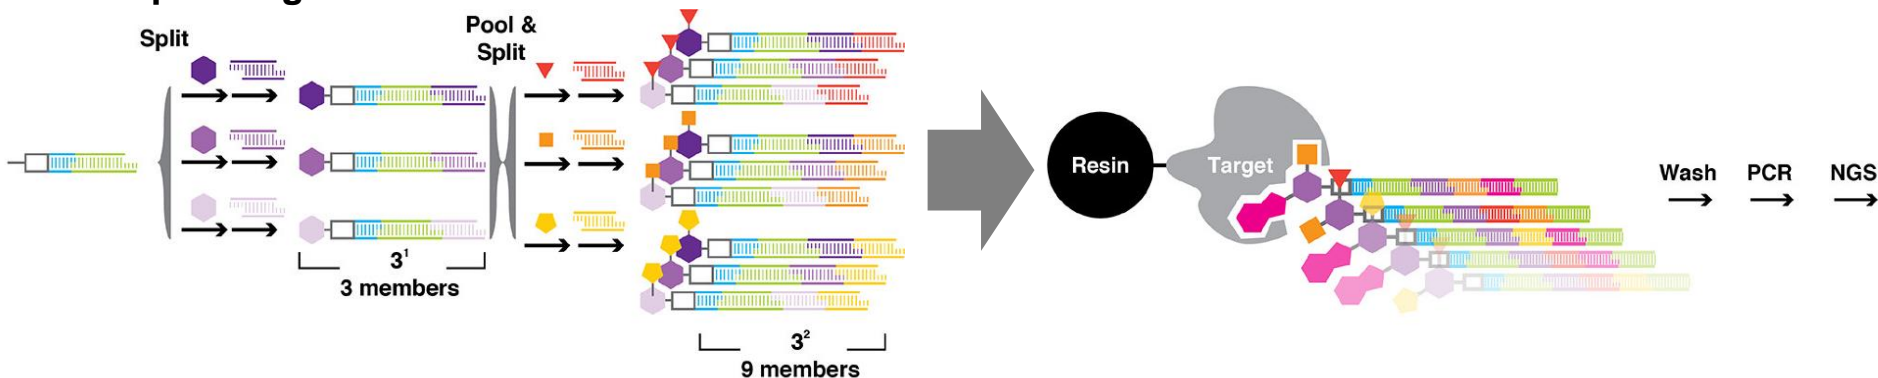 Split
Pool &
Split
3¹
3 members
3²
9 members
Resin
Target
Wash
PCR
NGS